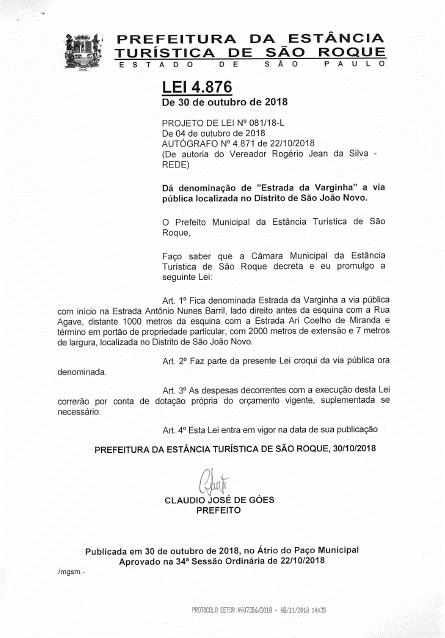 PREFEITURA DA ESTÂNCIA
TURÍSTICA DE SÃO ROQUE
ESTADO DE SÃO PAULO
LEI 4.876
De 30 de outubro de 2018
PROJETO DE LEI Nº 081/18-L
De 04 de outubro de 2018
AUTÓGRAFO Nº 4.871 de 22/10/2018
(De autoria do Vereador Rogério Jean da Silva -
REDE)
Dá denominação de "Estrada da Varginha" a via
pública localizada no Distrito de São João Novo.
O Prefeito Municipal da Estância Turística de São
Roque,
Faço saber que a Câmara Municipal da Estância
Turística de São Roque decreta e eu promulgo a
seguinte Lei:
Art. 1º Fica denominada Estrada da Varginha a via pública
com início na Estrada Antônio Nunes Barril, lado direito antes da esquina com a Rua
Agave, distante 1000 metros da esquina com a Estrada Ari Coelho de Miranda e
término em portão de propriedade particular, com 2000 metros de extensão e 7 metros
de largura, localizada no Distrito de São João Novo.
Art. 2º Faz parte da presente Lei croqui da via pública ora
denominada.
Art. 3º As despesas decorrentes com a execução desta Lei
correrão por conta de dotação própria do orçamento vigente, suplementada se
necessário.
Art. 4º Esta Lei entra em vigor na data de sua publicação
PREFEITURA DA ESTÂNCIA TURÍSTICA DE SÃO ROQUE, 30/10/2018
CLAUDIO JOSÉ DE GÓES
PREFEITO
Publicada em 30 de outubro de 2018, no Átrio do Paço Municipal
Aprovado na 34ª Sessão Ordinária de 22/10/2018
/mgsm.-
PROTOCOLO CETSR Nº07356/2018 - 08/11/2018 14:35